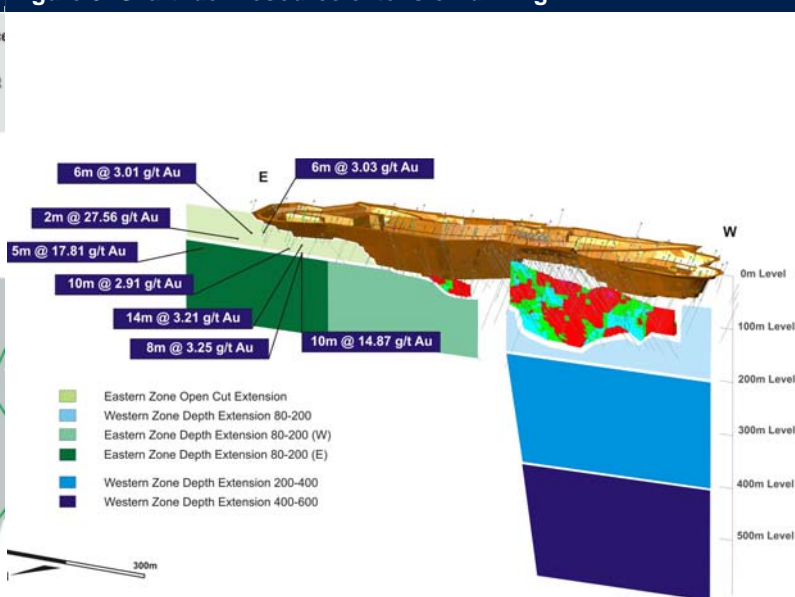 6m @ 3.01 g/t Au
E
6m @ 3.03 g/t Au
2m @ 27.56 g/t Au
5m @ 17.81 g/t Au
10m @ 2.91 g/t Au
14m @ 3.21 g/t Au
8m @ 3.25 g/t Au
10m @ 14.87 g/t Au
W
0m Level
100m Level
200m Level
300m Level
400m Level
500m Level
Eastern Zone Open Cut Extension
Western Zone Depth Extension 80-200
Eastern Zone Depth Extension 80-200 (W)
Eastern Zone Depth Extension 80-200 (E)
Western Zone Depth Extension 200-400
Western Zone Depth Extension 400-600
300m